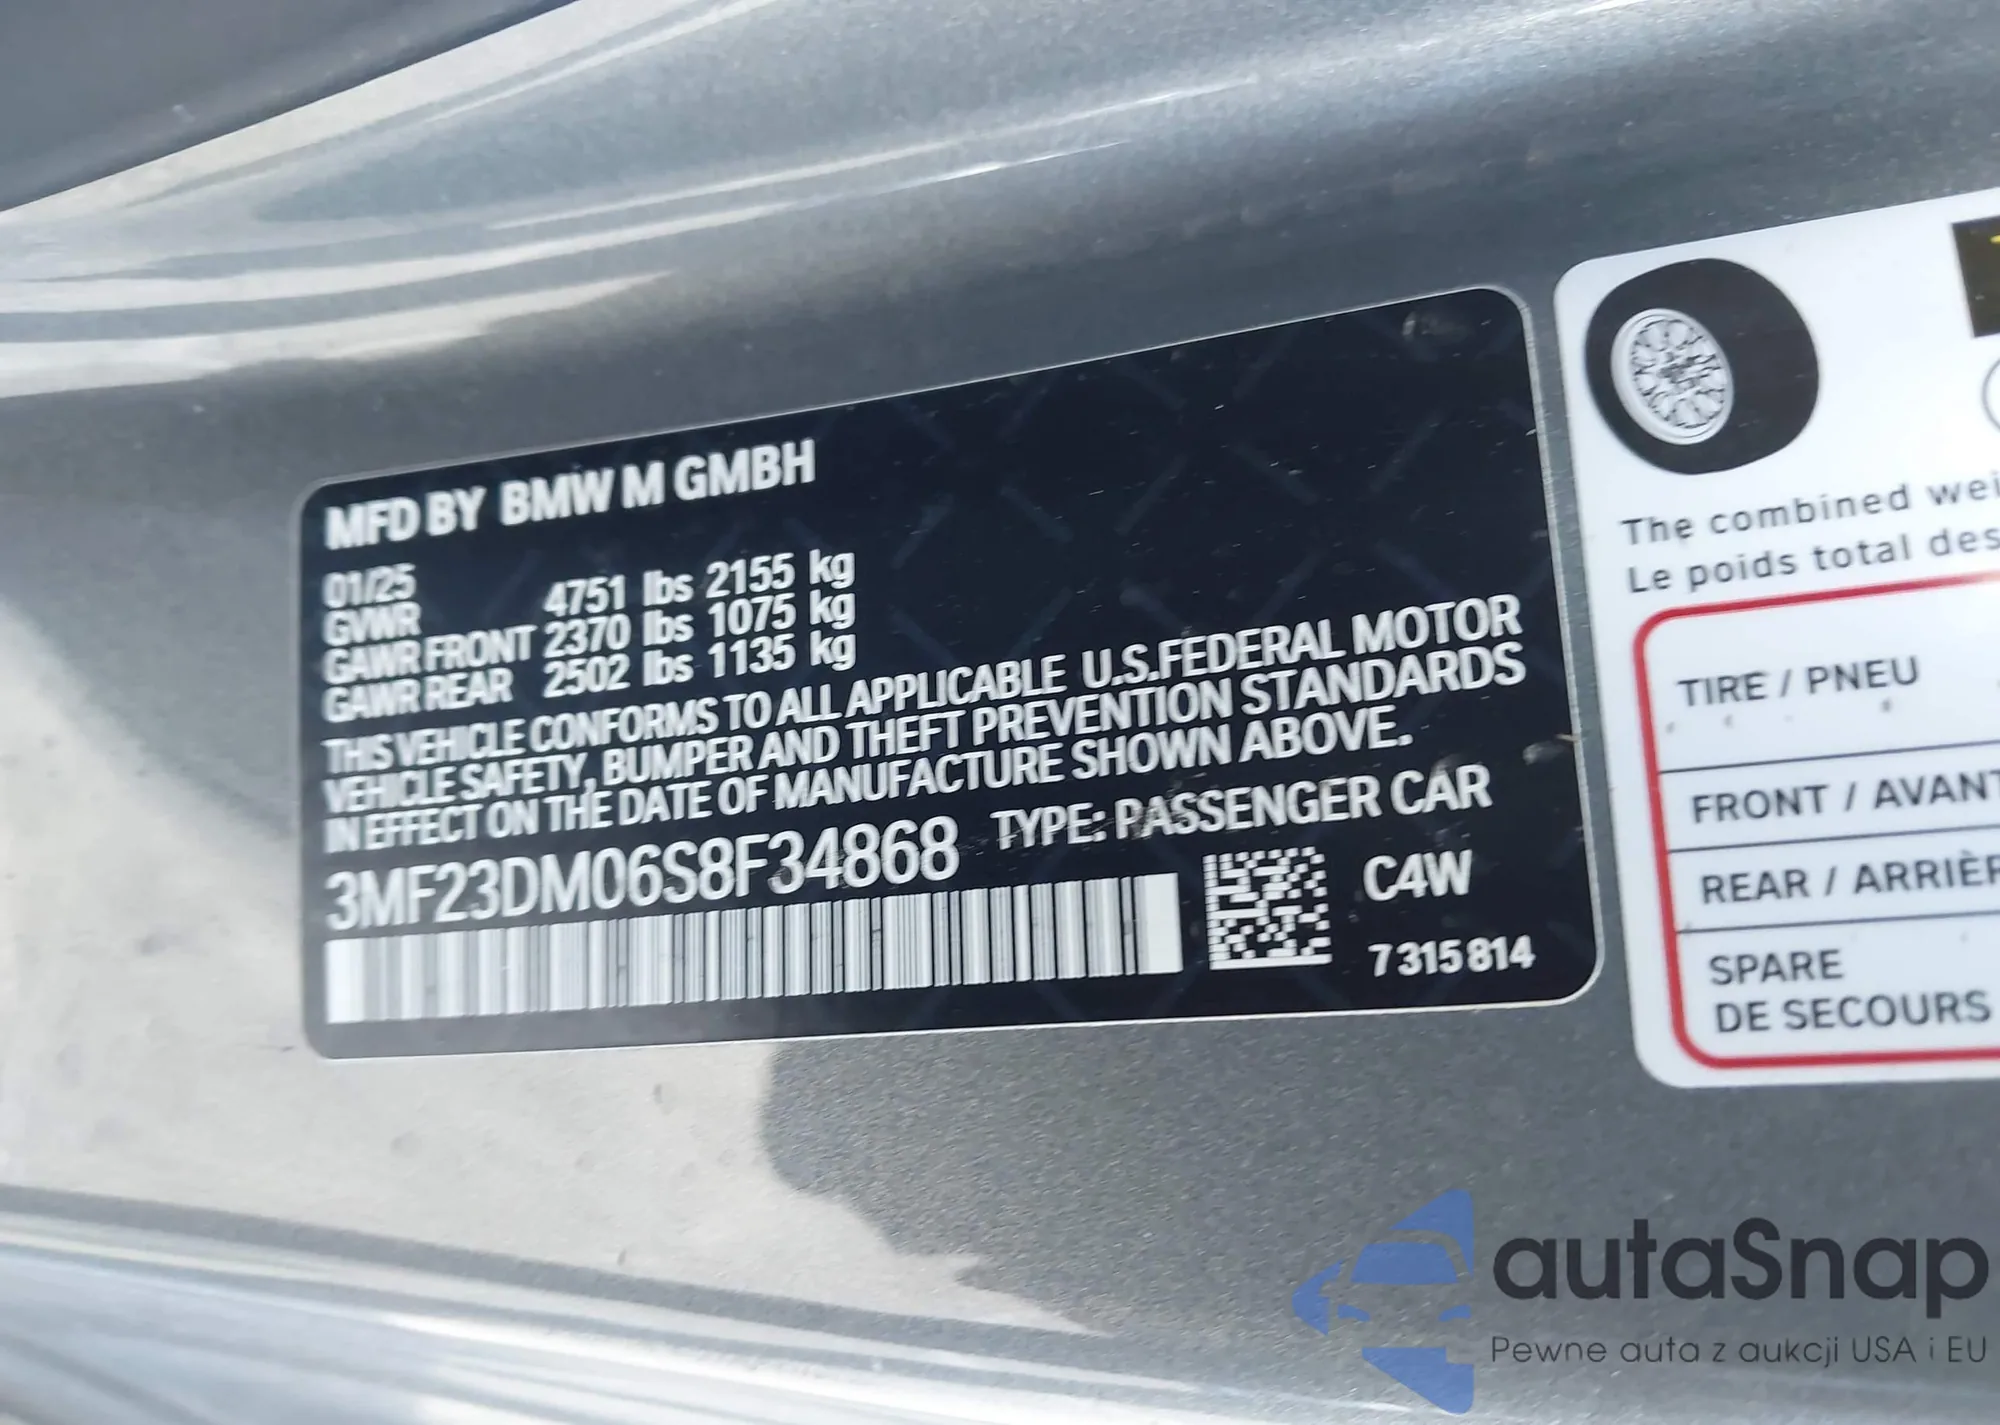 MFD BY BMW M GMBH
01/25
GVWR 4751 lbs 2155 kg
GAWR FRONT 2370 lbs 1075 kg
GAWR REAR 2502 lbs 1135 kg
THIS VEHICLE CONFORMS TO ALL APPLICABLE U.S.FEDERAL MOTOR
VEHICLE SAFETY, BUMPER AND THEFT PREVENTION STANDARDS
IN EFFECT ON THE DATE OF MANUFACTURE SHOWN ABOVE.
3MF23DM06S8F34868 TYPE: PASSENGER CAR
C4W
7 315 814
The combined
Le poids total
TIRE / PNEU
FRONT / AVANT
REAR / ARRIÈR
SPARE
DE SECOURS
autaSnap
Pewne auta z aukcji USA i EU